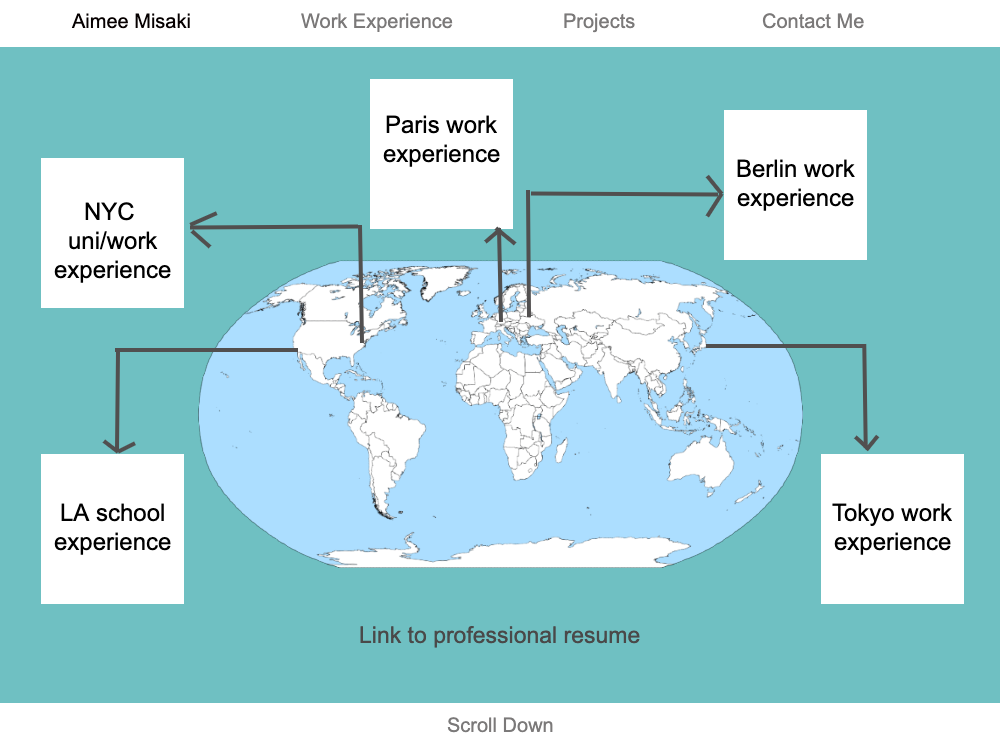 Aimee Misaki
Work Experience
Projects
Contact Me
Paris work
experience
Berlin work
experience
NYC
uni/work
experience
LA school
experience
Tokyo work
experience
Link to professional resume
Scroll Down